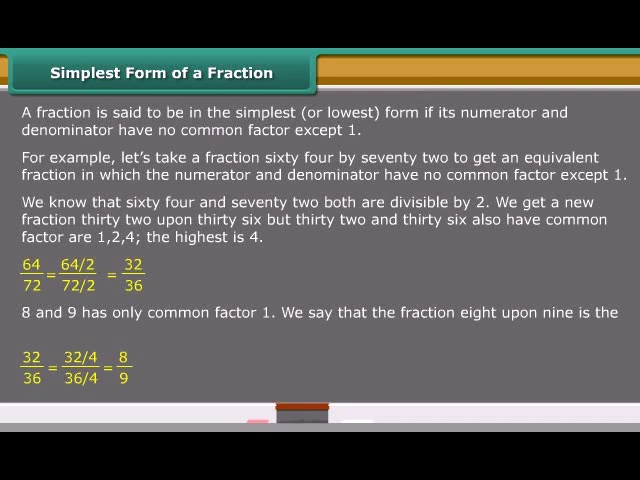 Simplest Form of a Fraction
A fraction is said to be in the simplest (or lowest) form if its numerator and
denominator have no common factor except 1.
For example, let's take a fraction sixty four by seventy two to get an equivalent
fraction in which the numerator and denominator have no common factor except 1.
We know that sixty four and seventy two both are divisible by 2. We get a new
fraction thirty two upon thirty six but thirty two and thirty six also have common
factor are 1,2,4; the highest is 4.
64/72 = 64/2 / 72/2 = 32/36
8 and 9 has only common factor 1. We say that the fraction eight upon nine is the
32/36 = 32/4 / 36/4 = 8/9